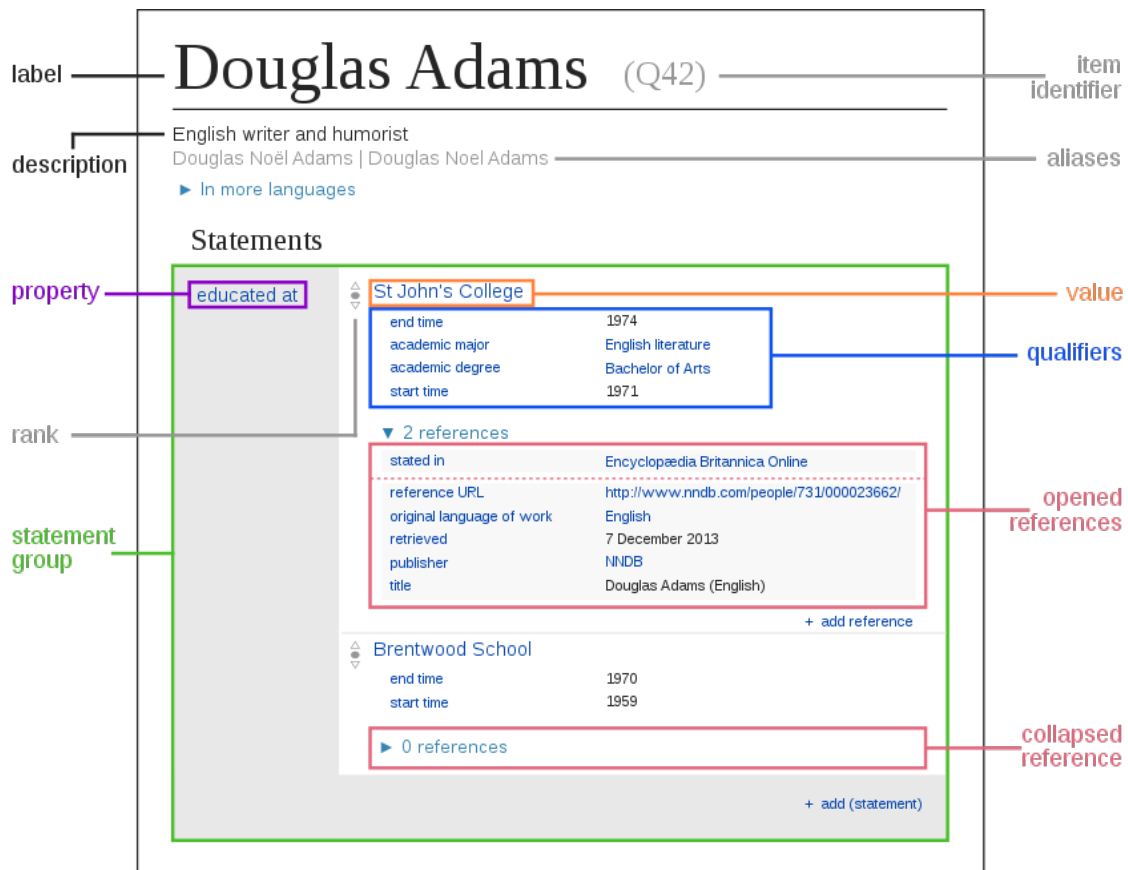 Douglas Adams (Q42)
label
item
identifier
English writer and humorist
description
Douglas Noël Adams | Douglas Noel Adams
aliases
► In more languages
Statements
property
educated at
St John's College
value
end time 1974
academic major English literature
academic degree Bachelor of Arts
start time 1971
qualifiers
rank
▼ 2 references
stated in Encyclopædia Britannica Online
reference URL http://www.nndb.com/people/731/000023662/
original language of work English
retrieved 7 December 2013
publisher NNDB
title Douglas Adams (English)
opened
references
statement
group
+ add reference
Brentwood School
end time 1970
start time 1959
► 0 references
collapsed
reference
+ add (statement)